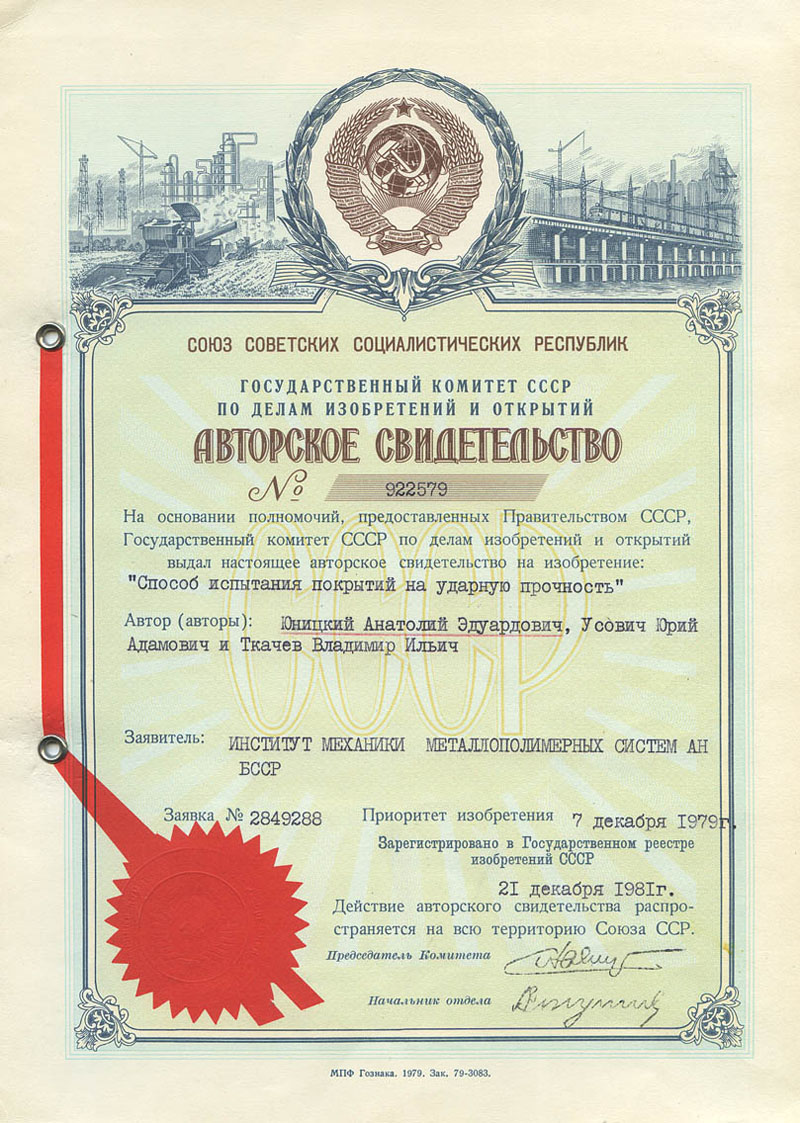 СОЮЗ СОВЕТСКИХ СОЦИАЛИСТИЧЕСКИХ РЕСПУБЛИК
ГОСУДАРСТВЕННЫЙ КОМИТЕТ СССР
ПО ДЕЛАМ ИЗОБРЕТЕНИЙ И ОТКРЫТИЙ
АВТОРСКОЕ СВИДЕТЕЛЬСТВО
№ 922579
На основании полномочий, предоставленных Правительством СССР,
Государственный комитет СССР по делам изобретений и открытий
выдал настоящее авторское свидетельство на изобретение:
"Способ испытания покрытий на ударную прочность"
Автор (авторы): Юницкий Анатолий Эдуардович, Усович Юрий
Адамович и Ткачев Владимир Ильич
СССР
Заявитель: ИНСТИТУТ МЕХАНИКИ МЕТАЛЛОПОЛИМЕРНЫХ СИСТЕМ АН
БССР
Заявка № 2849288 Приоритет изобретения 7 декабря 1979г.
Зарегистрировано в Государственном реестре
изобретений СССР
21 декабря 1981г.
Действие авторского свидетельства распро-
страняется на всю территорию Союза ССР.
Председатель Комитета
Начальник отдела
МПФ Гознака. 1979. Зак. 79-3083.